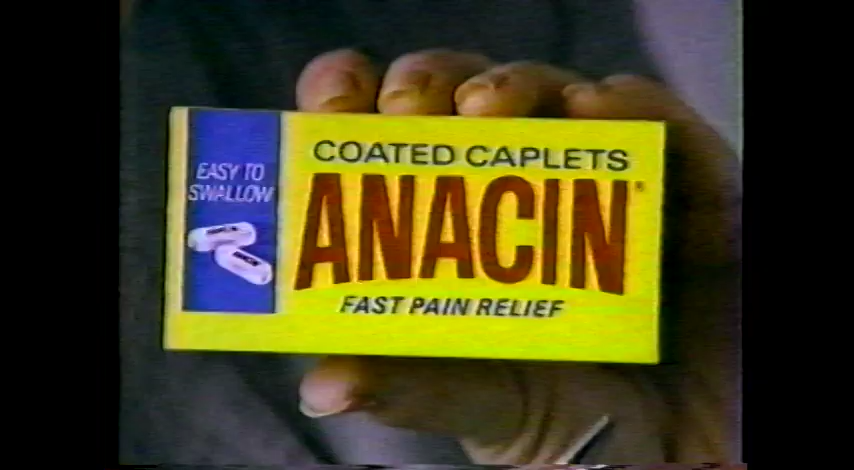 COATED CAPLETS
EASY TO
SWALLOW
ANACIN®
FAST PAIN RELIEF